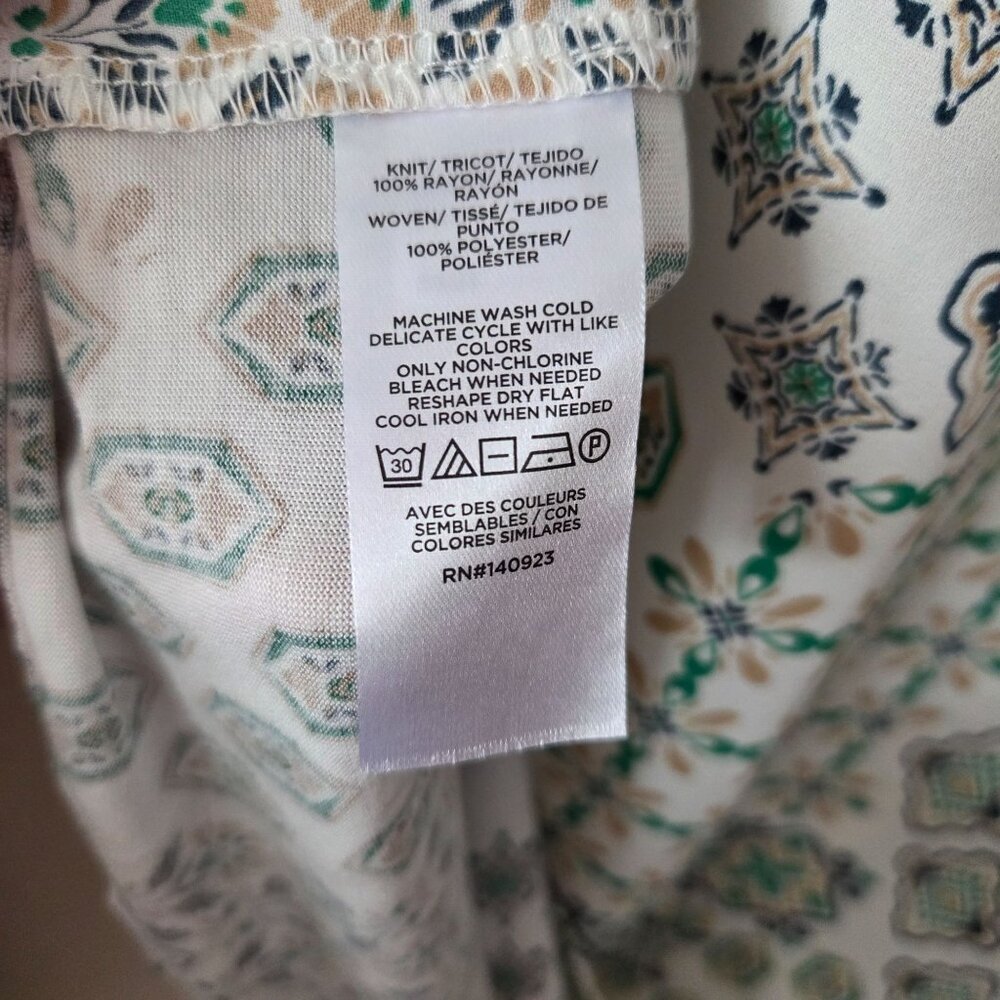 KNIT/ TRICOT/ TEJIDO
100% RAYON/ RAYONNE/
RAYÓN
WOVEN/ TISSÉ/ TEJIDO DE
PUNTO
100% POLYESTER/
POLIÉSTER
MACHINE WASH COLD
DELICATE CYCLE WITH LIKE
COLORS
ONLY NON-CHLORINE
BLEACH WHEN NEEDED
RESHAPE DRY FLAT
COOL IRON WHEN NEEDED
30 P
AVEC DES COULEURS
SEMBLABLES / CON
COLORES SIMILARES
RN#140923